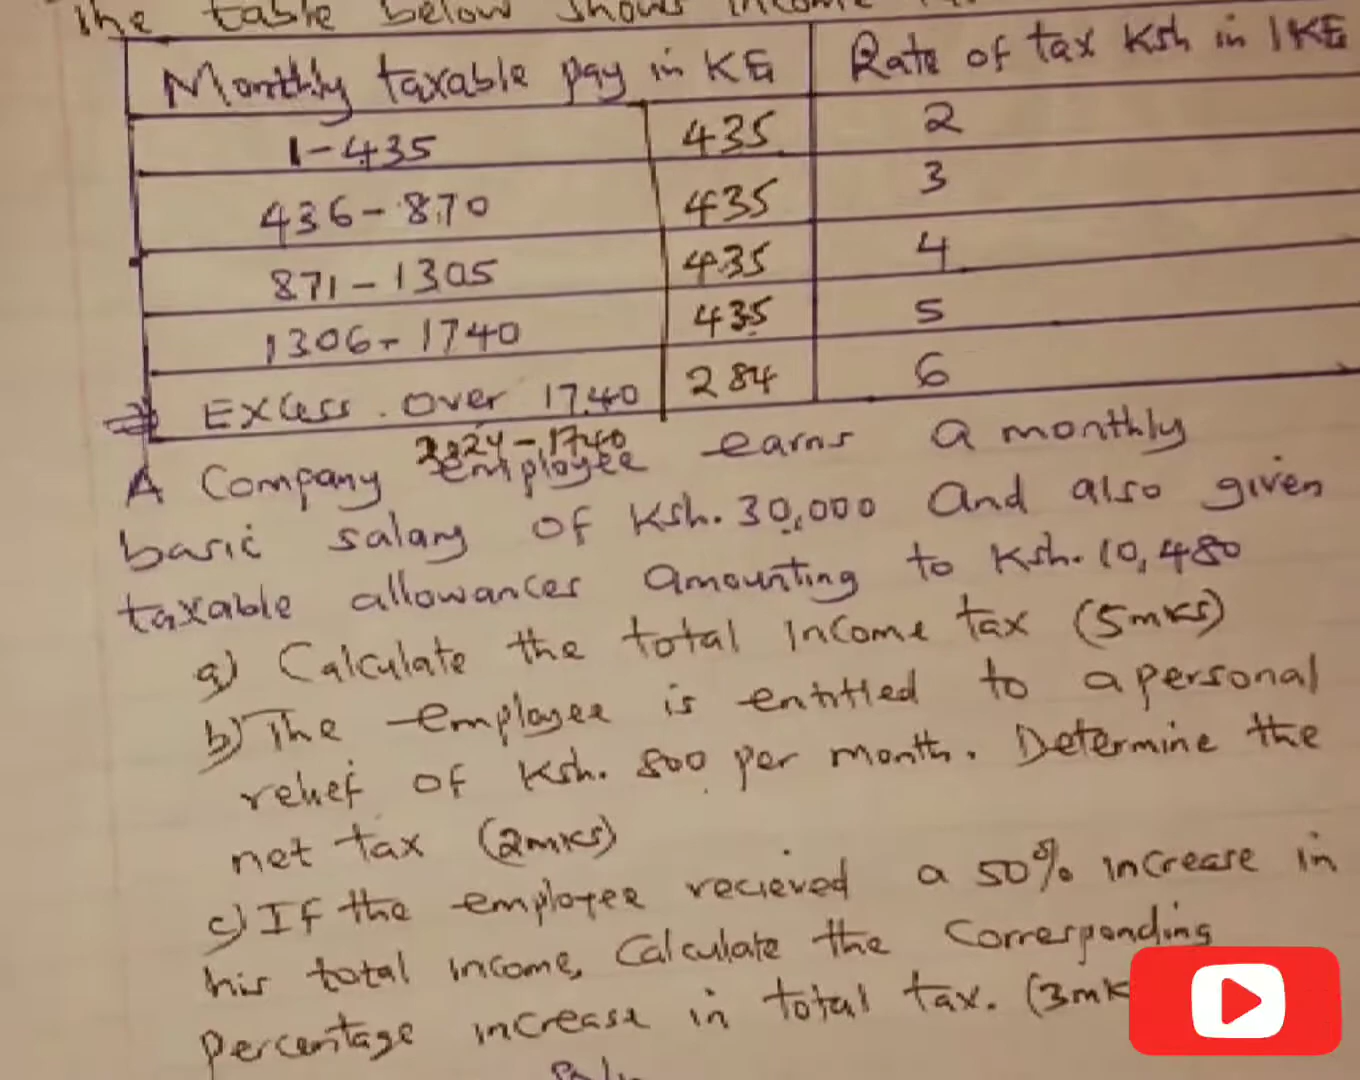 The table below shows income
Monthly taxable pay in K£ Rate of tax Ksh in 1K£
1-435 435 2
436-870 435 3
871-1305 435 4
1306-1740 435 5
Excess over 1740 284 6
2024-1740
A Company employee earns a monthly
basic salary of Ksh. 30,000 and also given
taxable allowances amounting to Ksh. 10,480
a) Calculate the total income tax (5mks)
b) The employee is entitled to a personal
relief of Ksh. 800 per month. Determine the
net tax (2mks)
c) If the employee recieved a 50% increase in
his total income, Calculate the corresponding
percentage increase in total tax. (3mk